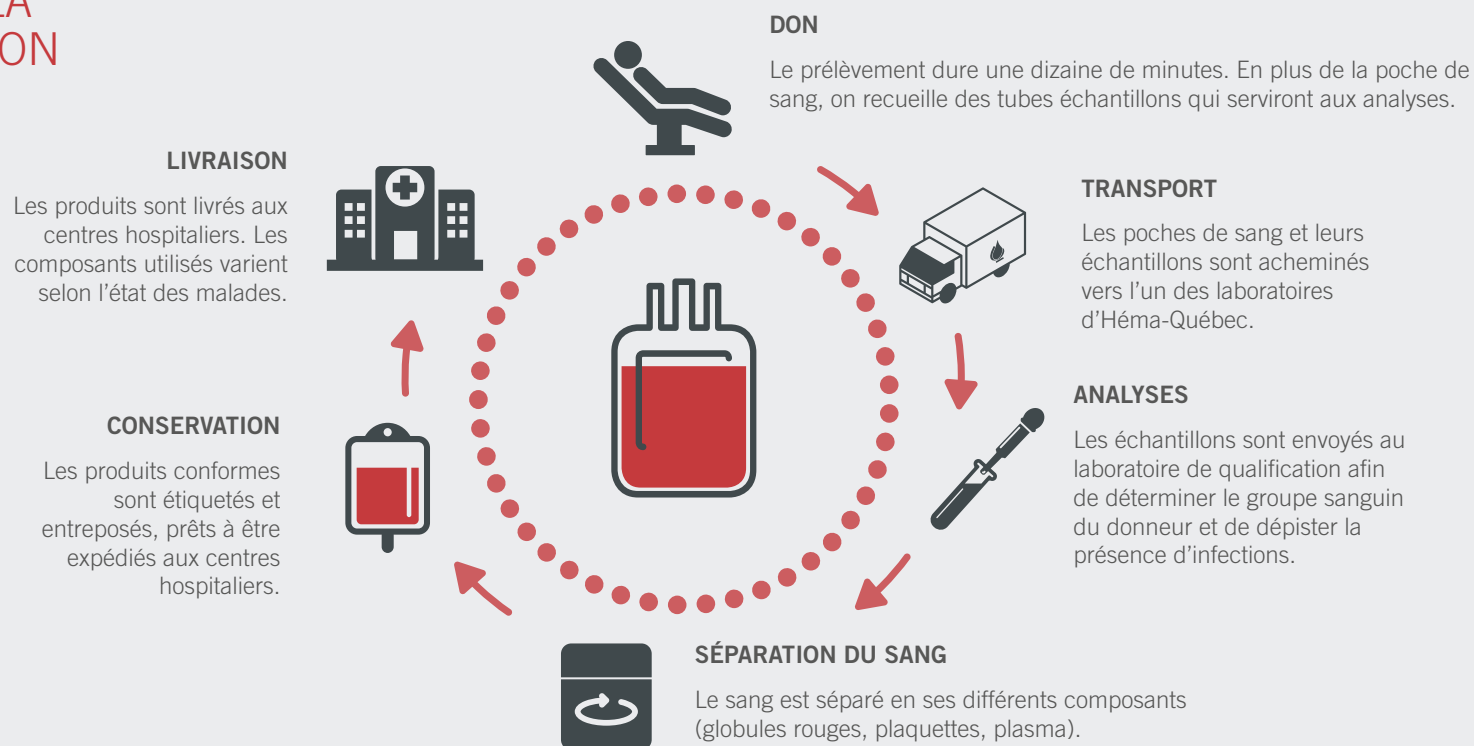 LA
ON
DON
Le prélèvement dure une dizaine de minutes. En plus de la poche de
sang, on recueille des tubes échantillons qui serviront aux analyses.
TRANSPORT
Les poches de sang et leurs
échantillons sont acheminés
vers l’un des laboratoires
d’Héma-Québec.
ANALYSES
Les échantillons sont envoyés au
laboratoire de qualification afin
de déterminer le groupe sanguin
du donneur et de dépister la
présence d’infections.
SÉPARATION DU SANG
Le sang est séparé en ses différents composants
(globules rouges, plaquettes, plasma).
CONSERVATION
Les produits conformes
sont étiquetés et
entreposés, prêts à être
expédiés aux centres
hospitaliers.
LIVRAISON
Les produits sont livrés aux
centres hospitaliers. Les
composants utilisés varient
selon l’état des malades.